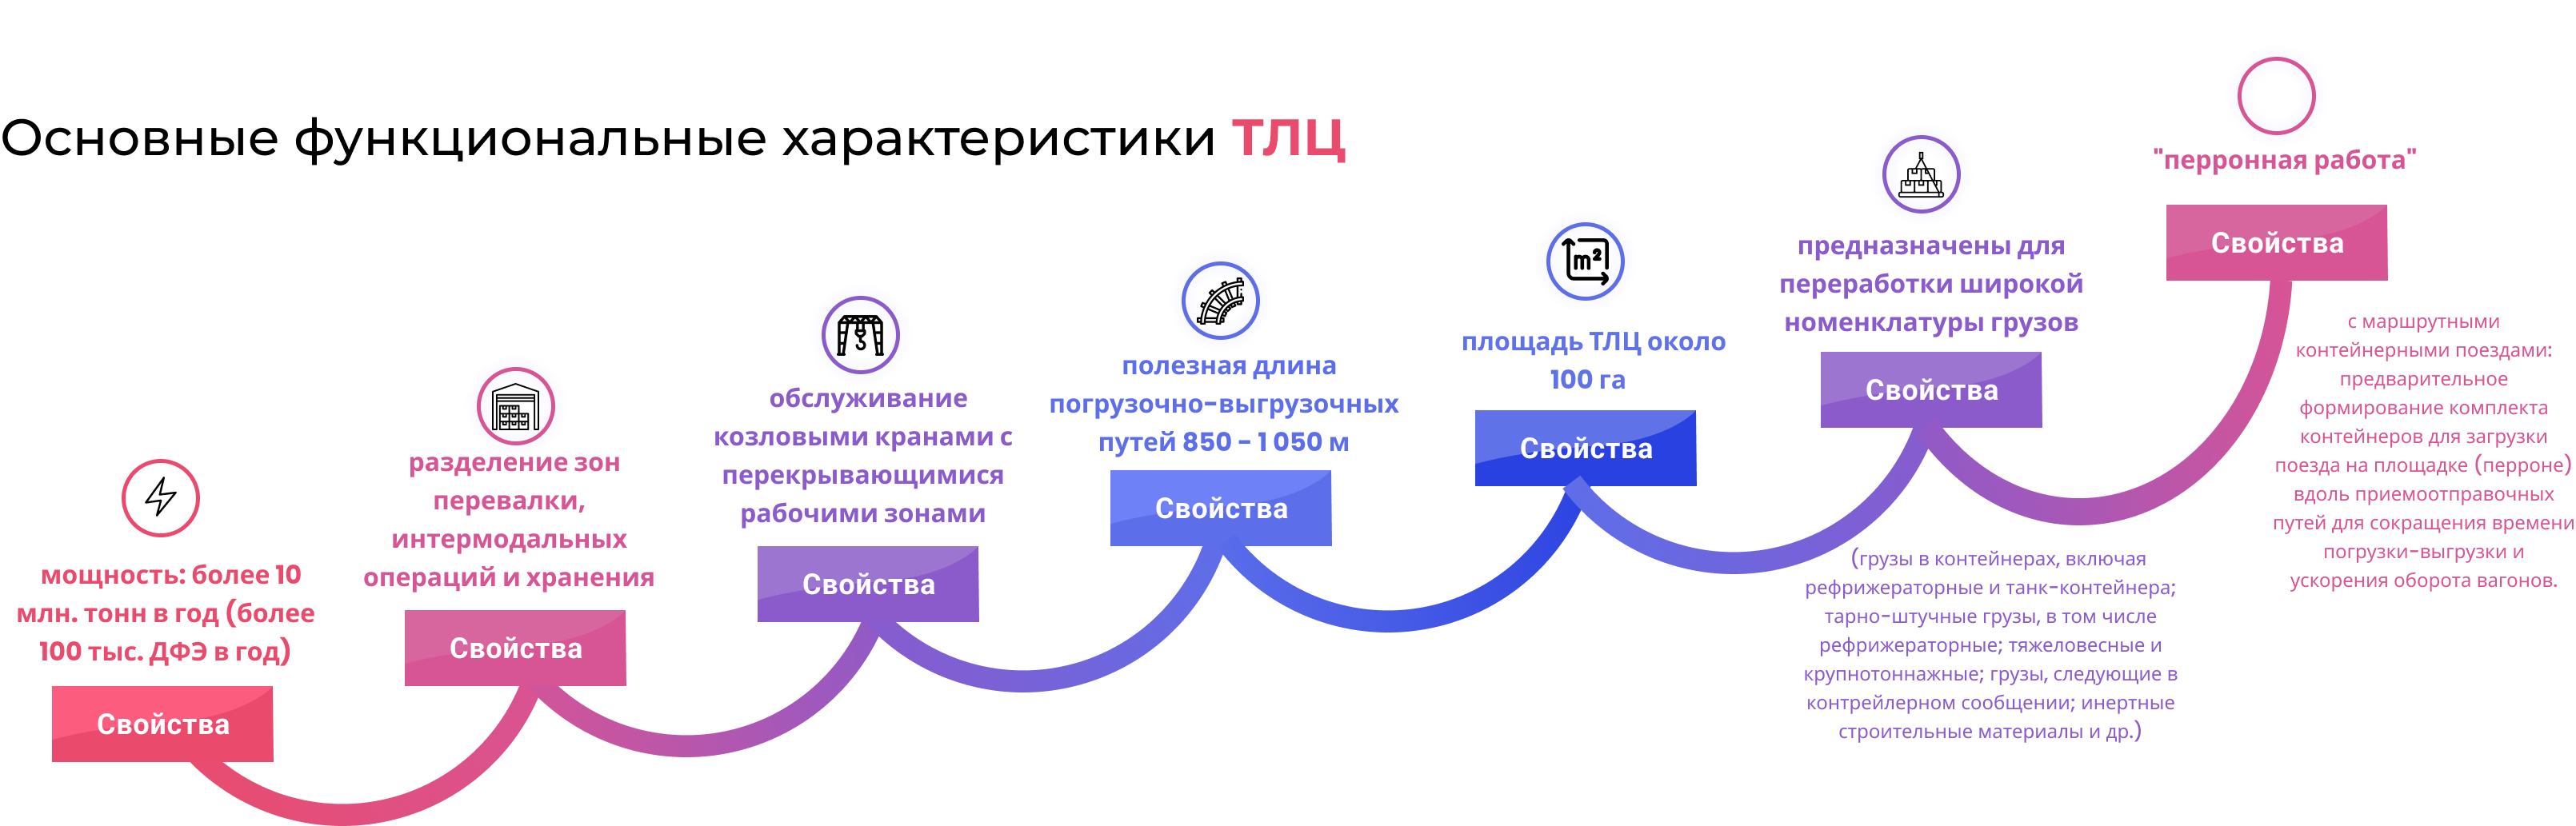 Основные функциональные характеристики ТЛЦ
мощность: более 10
млн. тонн в год (более
100 тыс. ДФЭ в год)
Свойства
разделение зон
перевалки,
интермодальных
операций и хранения
Свойства
обслуживание
козловыми кранами с
перекрывающимися
рабочими зонами
Свойства
полезная длина
погрузочно-выгрузочных
путей 850 - 1 050 м
Свойства
m²
площадь ТЛЦ около
100 га
Свойства
предназначены для
переработки широкой
номенклатуры грузов
Свойства
(грузы в контейнерах, включая
рефрижераторные и танк-контейнера;
тарно-штучные грузы, в том числе
рефрижераторные; тяжеловесные и
крупнотоннажные; грузы, следующие в
контрейлерном сообщении; инертные
строительные материалы и др.)
"перронная работа"
Свойства
с маршрутными
контейнерными поездами:
предварительное
формирование комплекта
контейнеров для загрузки
поезда на площадке (перроне)
вдоль приемоотправочных
путей для сокращения времени
погрузки-выгрузки и
ускорения оборота вагонов.